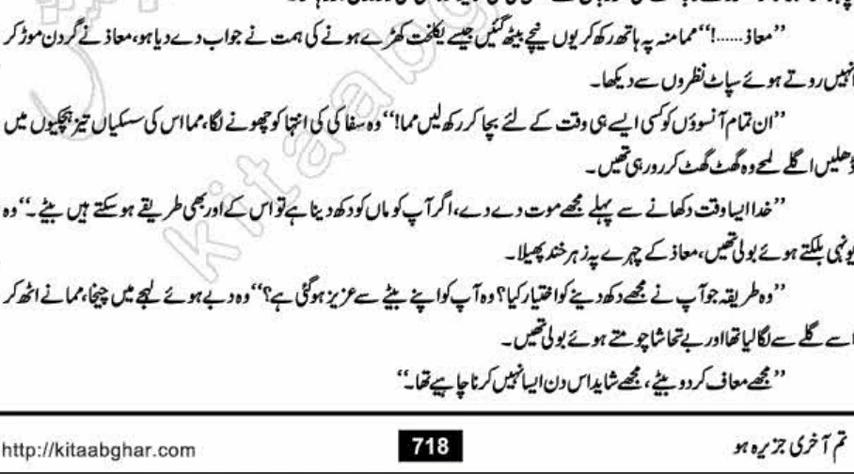 ’’معاذ......!‘‘ مما منہ پہ ہاتھ رکھ کر یوں نیچے بیٹھ گئیں جیسے یکلخت کھڑے ہونے کی ہمت نے جواب دے دیا ہو، معاذ نے گردن موڑ کر
انہیں روتے ہوئے سپاٹ نظروں سے دیکھا۔
’’ان تمام آنسوؤں کو کسی ایسے ہی وقت کے لئے بچا کر رکھ لیں مما!‘‘ وہ سفاکی کی انتہا کو چھونے لگا، مما اس کی سسکیاں تیز ہچکیوں میں
ڈھلیں اگلے لمحے وہ گھٹ گھٹ کر رو رہی تھیں۔
’’خدا ایسا وقت دکھانے سے پہلے مجھے موت دے دے، اگر آپ کو ماں کو دکھ دینا ہے تو اس کے اور بھی طریقے ہو سکتے ہیں بیٹے۔‘‘ وہ
یونہی بلکتے ہوئے بولی تھیں، معاذ کے چہرے پہ زہر خند پھیلا۔
’’وہ طریقہ جو آپ نے مجھے دکھ دینے کو اختیار کیا؟ وہ آپ کو اپنے بیٹے سے عزیز ہو گئی ہے؟‘‘ وہ دبے ہوئے لہجے میں چیخا، ممانے اٹھ کر
اسے گلے سے لگا لیا تھا اور بے تحاشا چومتے ہوئے بولی تھیں۔
’’مجھے معاف کر دو بیٹے، مجھے شاید اس دن ایسا نہیں کرنا چاہیے تھا۔‘‘
تم آخری جزیرہ ہو 718 http://kitaabghar.com
kitaabg